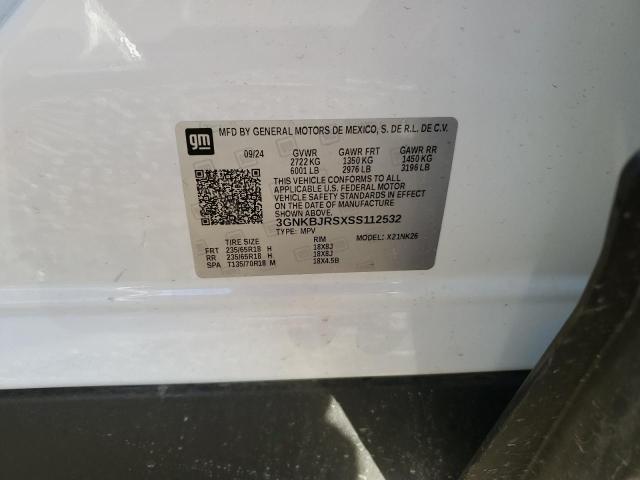 gm
MFD BY GENERAL MOTORS DE MEXICO, S. DE R.L. DE C.V.
09/24 GVWR GAWR FRT GAWR RR
2722 KG 1350 KG 1450 KG
6001 LB 2976 LB 3196 LB
THIS VEHICLE CONFORMS TO ALL
APPLICABLE U.S. FEDERAL MOTOR
VEHICLE SAFETY STANDARDS IN EFFECT
ON THE DATE OF MANUFACTURE
SHOWN ABOVE.
3GNKBJRSXSS112532
TYPE: MPV MODEL: X21NK26
TIRE SIZE RIM
FRT 235/65R18 H 18X8J
RR 235/65R18 H 18X8J
SPA T135/70R18 M 18X4.5B